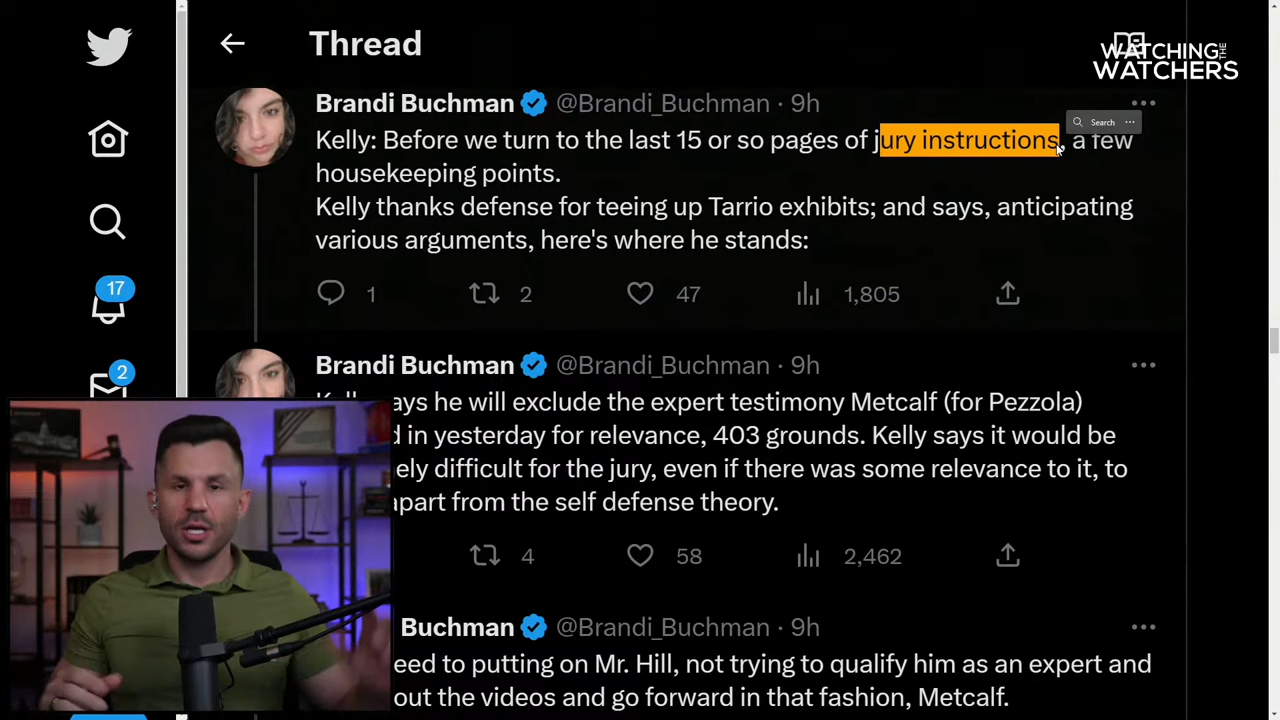 Thread
WATCHING THE
WATCHERS
Brandi Buchman @Brandi_Buchman · 9h
Search
Kelly: Before we turn to the last 15 or so pages of jury instructions, a few
housekeeping points.
Kelly thanks defense for teeing up Tarrio exhibits; and says, anticipating
various arguments, here's where he stands:
1 2 47 1,805
17
Brandi Buchman @Brandi_Buchman · 9h
2
ays he will exclude the expert testimony Metcalf (for Pezzola)
d in yesterday for relevance, 403 grounds. Kelly says it would be
ely difficult for the jury, even if there was some relevance to it, to
apart from the self defense theory.
4 58 2,462
Buchman @Brandi_Buchman · 9h
eed to putting on Mr. Hill, not trying to qualify him as an expert and
out the videos and go forward in that fashion, Metcalf.